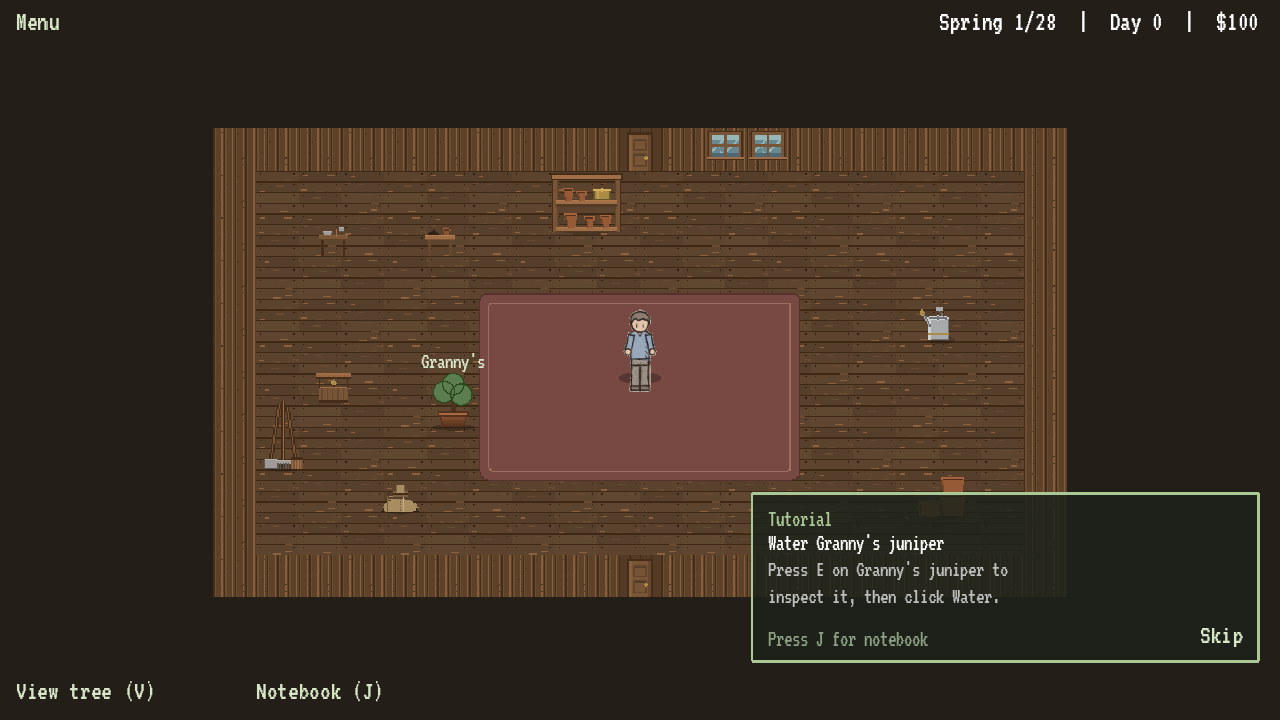 Menu
Spring 1/28 | Day 0 | $100
Granny's
Tutorial
Water Granny's juniper
Press E on Granny's juniper to
inspect it, then click Water.
Press J for notebook
Skip
View tree (V)
Notebook (J)